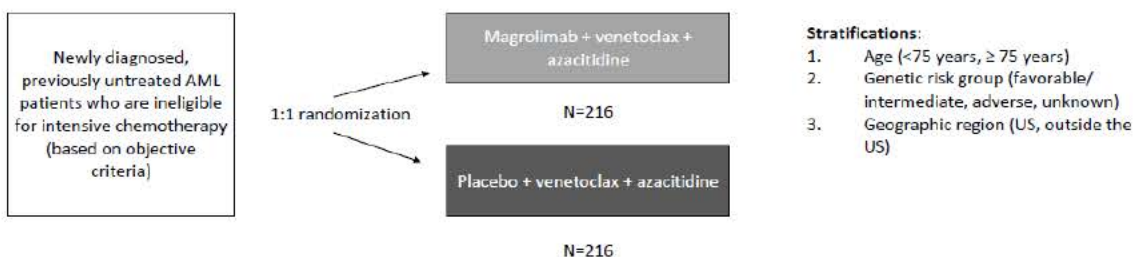 Newly diagnosed,
previously untreated AML
patients who are ineligible
for intensive chemotherapy
(based on objective
criteria)
1:1 randomization
Magrolimab + venetoclax +
azacitidine
N=216
Placebo + venetoclax + azacitidine
N=216
Stratifications:
1. Age (<75 years, ≥ 75 years)
2. Genetic risk group (favorable/
intermediate, adverse, unknown)
3. Geographic region (US, outside the
US)